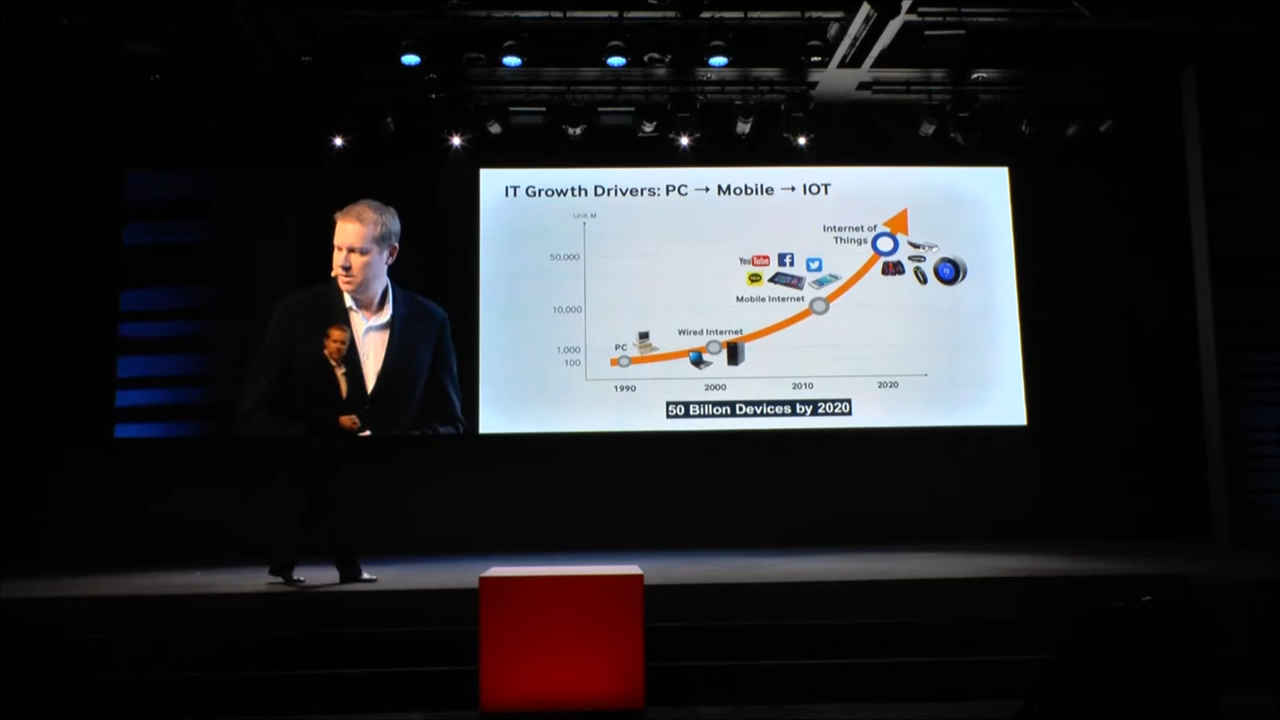 IT Growth Drivers: PC → Mobile → IOT
Unit, M
50,000
10,000
1,000
100
Internet of
Things
YouTube
Mobile Internet
Wired Internet
PC
1990
2000
2010
2020
50 Billon Devices by 2020